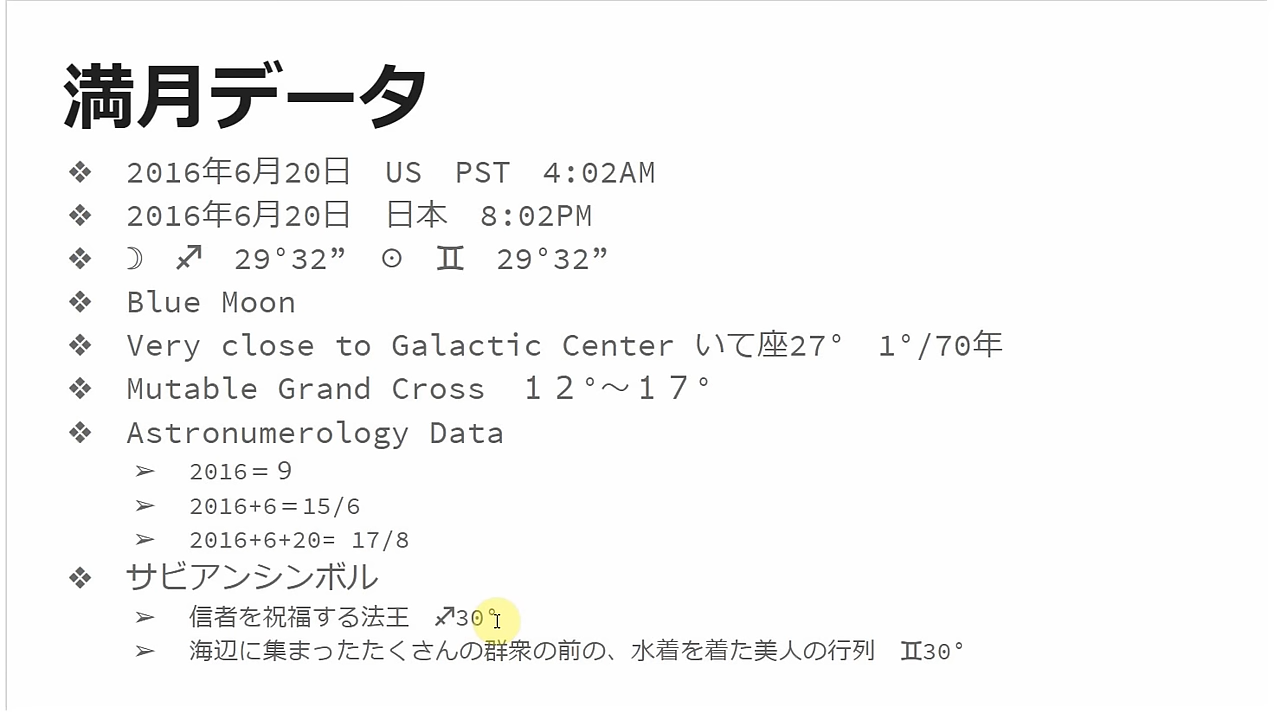 満月データ
❖ 2016年6月20日　US　PST　4:02AM
❖ 2016年6月20日　日本　8:02PM
❖ ☽　♐　29°32”　☉　♊　29°32”
❖ Blue Moon
❖ Very close to Galactic Center いて座27°　1°/70年
❖ Mutable Grand Cross　１２°～１７°
❖ Astronumerology Data
➢ 2016＝９
➢ 2016+6＝15/6
➢ 2016+6+20= 17/8
❖ サビアンシンボル
➢ 信者を祝福する法王　♐30°
➢ 海辺に集まったたくさんの群衆の前の、水着を着た美人の行列　♊30°